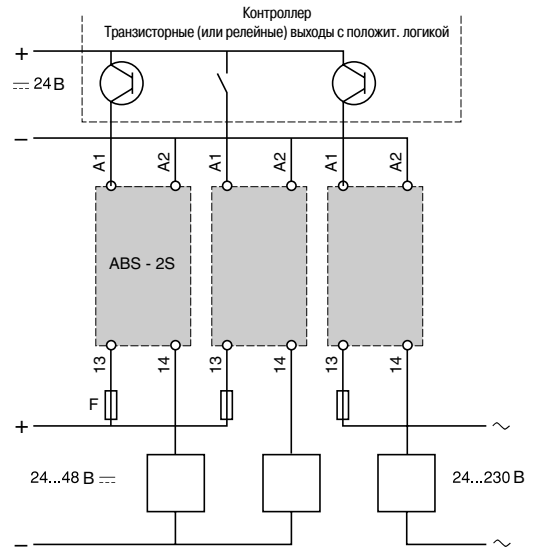 Контроллер
Транзисторные (или релейные) выходы с положит. логикой
+
24 В
–
A1 A2 A1 A2 A1 A2
ABS - 2S
13 14 13 14 13 14
F
+ ~
24...48 В 24...230 В
– ~